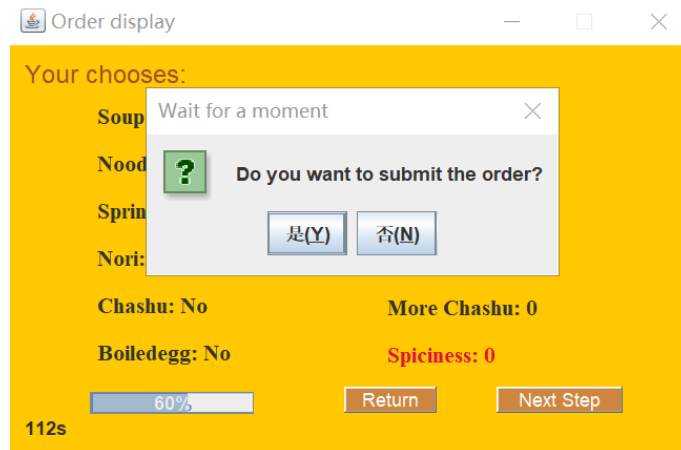 Order display
Your chooses:
Wait for a moment
Do you want to submit the order?
是(Y) 否(N)
Soup
Nood
Sprin
Nori:
Chashu: No More Chashu: 0
Boiledegg: No Spiciness: 0
60% Return Next Step
112s